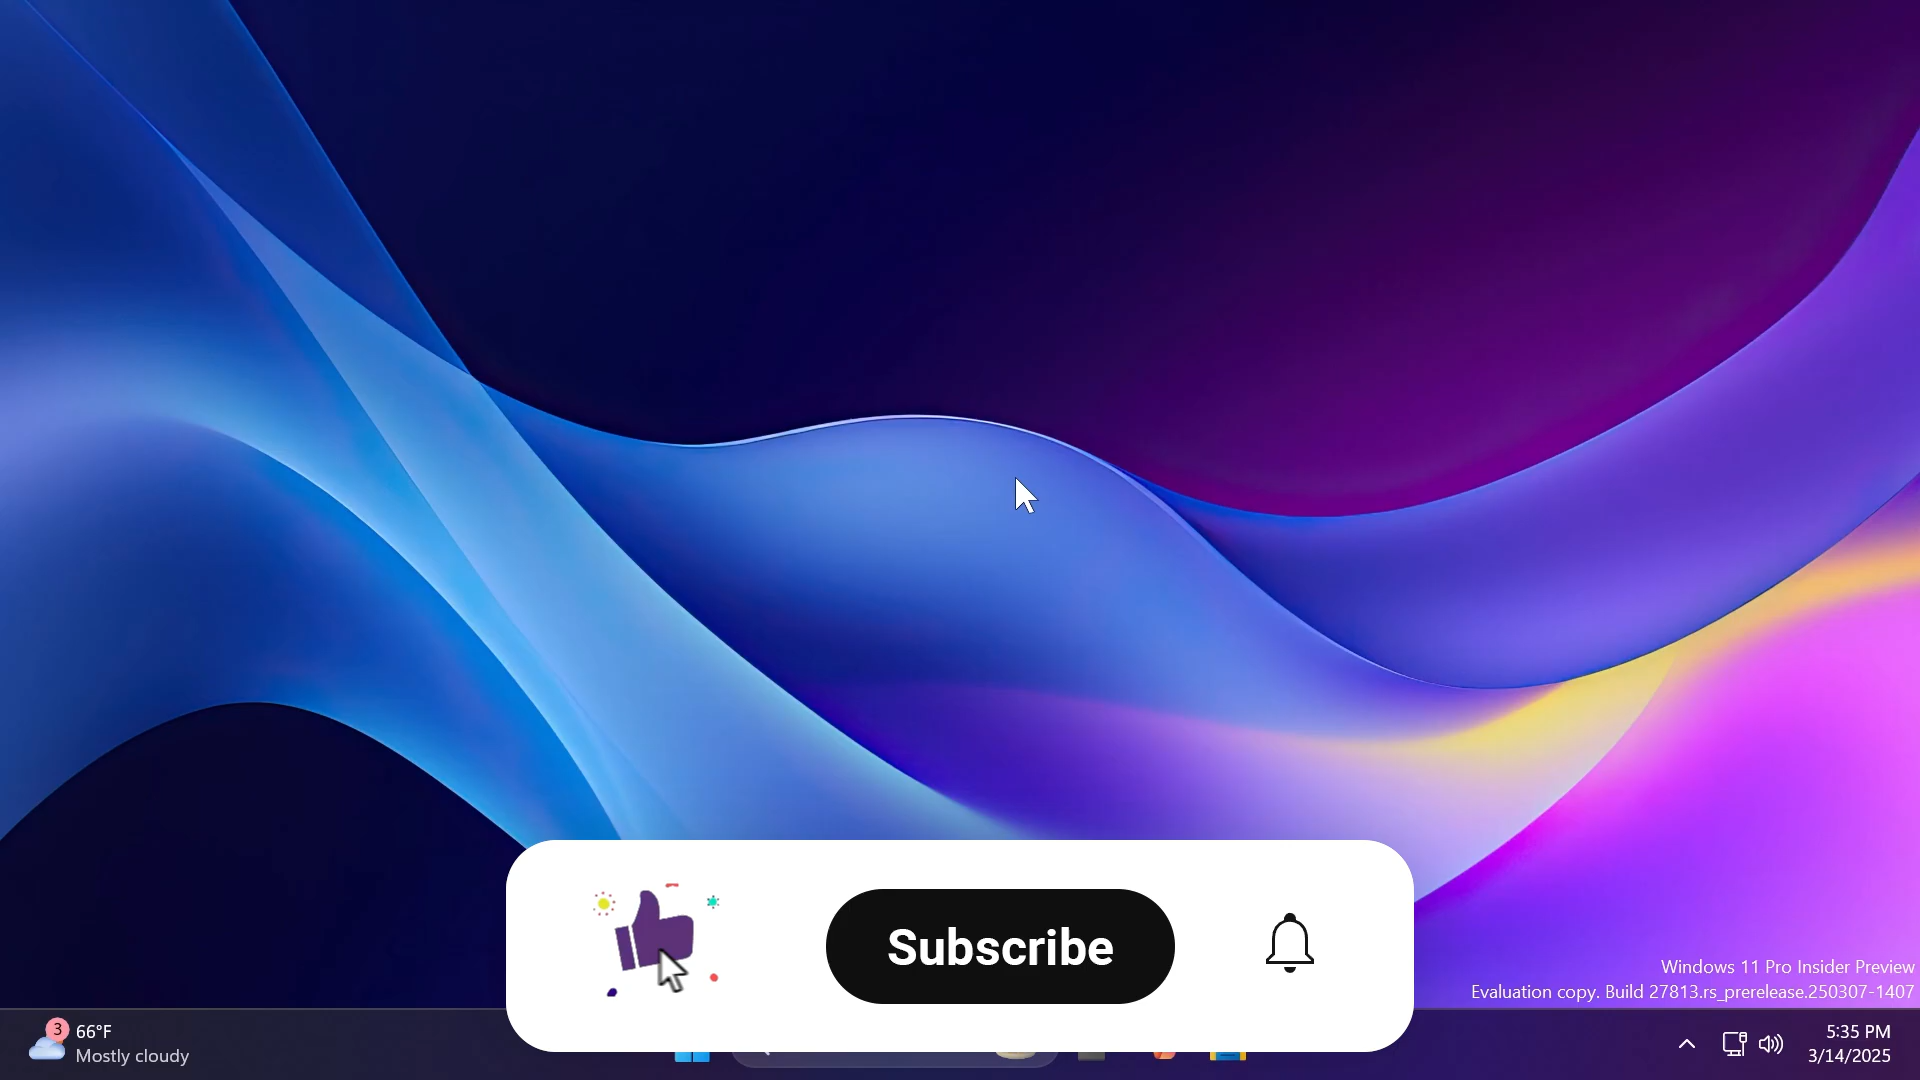 Subscribe
Windows 11 Pro Insider Preview
Evaluation copy. Build 27813.rs_prerelease.250307-1407
3
66°F
Mostly cloudy
5:35 PM
3/14/2025